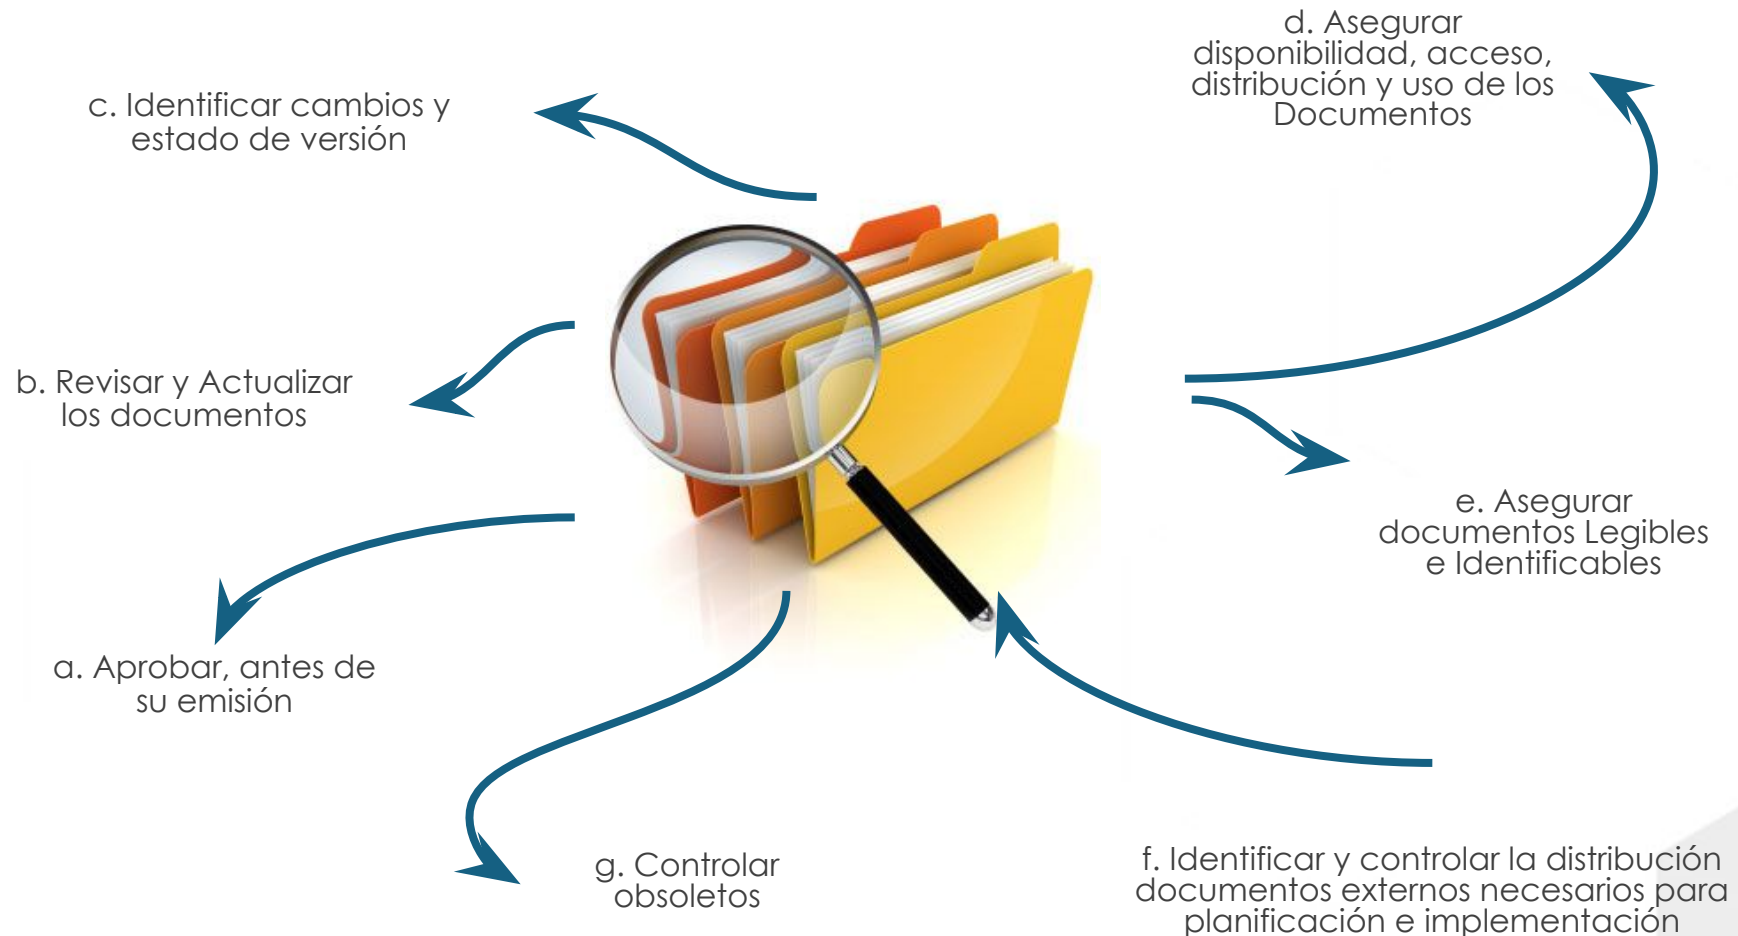 d. Asegurar
disponibilidad, acceso,
distribución y uso de los
Documentos
c. Identificar cambios y
estado de versión
b. Revisar y Actualizar
los documentos
e. Asegurar
documentos Legibles
e Identificables
a. Aprobar, antes de
su emisión
g. Controlar
obsoletos
f. Identificar y controlar la distribución
documentos externos necesarios para
planificación e implementación